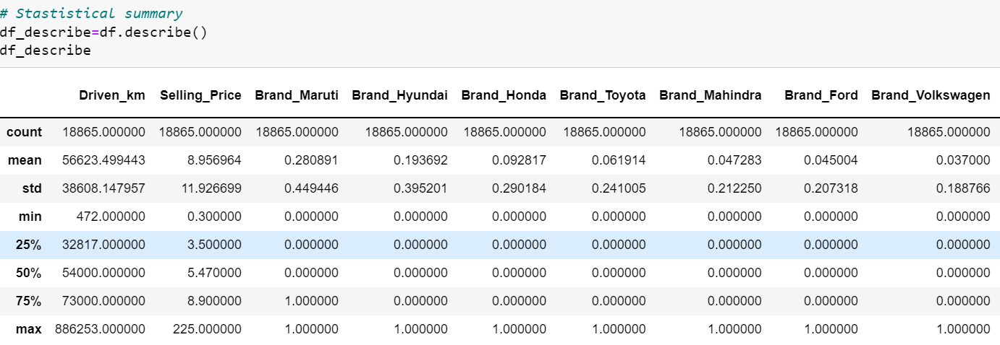 # Stastistical summary
df_describe=df.describe()
df_describe
Driven_km Selling_Price Brand_Maruti Brand_Hyundai Brand_Honda Brand_Toyota Brand_Mahindra Brand_Ford Brand_Volkswagen
count 18865.000000 18865.000000 18865.000000 18865.000000 18865.000000 18865.000000 18865.000000 18865.000000 18865.000000
mean 56623.499443 8.956964 0.280891 0.193692 0.092817 0.061914 0.047283 0.045004 0.037000
std 38608.147957 11.926699 0.449446 0.395201 0.290184 0.241005 0.212250 0.207318 0.188766
min 472.000000 0.300000 0.000000 0.000000 0.000000 0.000000 0.000000 0.000000 0.000000
25% 32817.000000 3.500000 0.000000 0.000000 0.000000 0.000000 0.000000 0.000000 0.000000
50% 54000.000000 5.470000 0.000000 0.000000 0.000000 0.000000 0.000000 0.000000 0.000000
75% 73000.000000 8.900000 1.000000 0.000000 0.000000 0.000000 0.000000 0.000000 0.000000
max 886253.000000 225.000000 1.000000 1.000000 1.000000 1.000000 1.000000 1.000000 1.000000